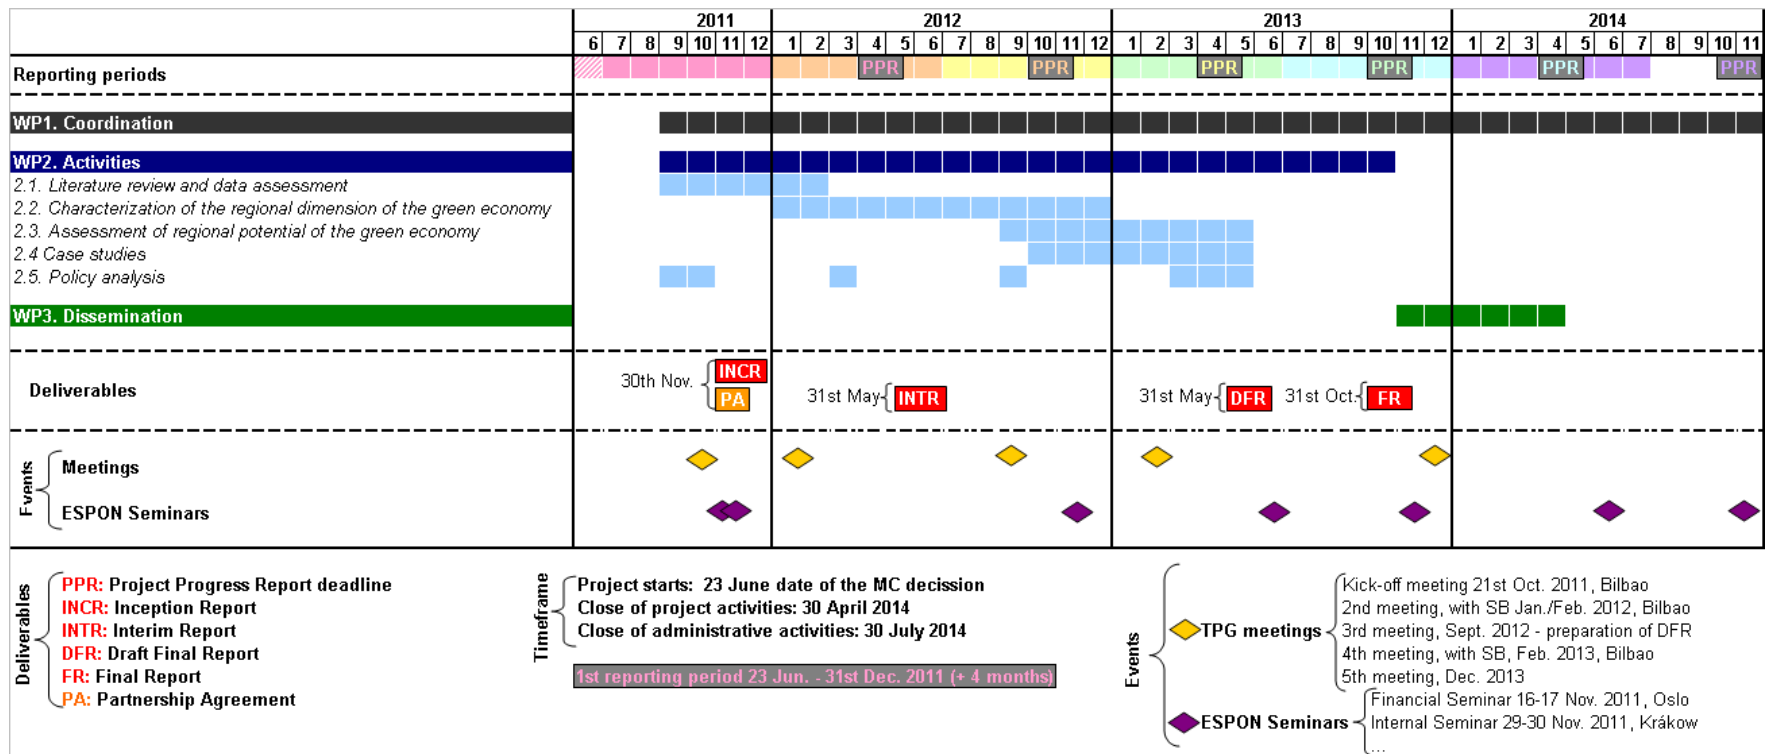 2011 2012 2013 2014
6 7 8 9 10 11 12 1 2 3 4 5 6 7 8 9 10 11 12 1 2 3 4 5 6 7 8 9 10 11 12 1 2 3 4 5 6 7 8 9 10 11
Reporting periods PPR PPR PPR PPR PPR PPR
WP1. Coordination
WP2. Activities
2.1. Literature review and data assessment
2.2. Characterization of the regional dimension of the green economy
2.3. Assessment of regional potential of the green economy
2.4 Case studies
2.5. Policy analysis
WP3. Dissemination
Deliverables
30th Nov. INCR
PA
31st May INTR
31st May DFR
31st Oct. FR
Events
Meetings
ESPON Seminars
Deliverables
PPR: Project Progress Report deadline
INCR: Inception Report
INTR: Interim Report
DFR: Draft Final Report
FR: Final Report
PA: Partnership Agreement
Timeframe
Project starts: 23 June date of the MC decission
Close of project activities: 30 April 2014
Close of administrative activities: 30 July 2014
1st reporting period 23 Jun. - 31st Dec. 2011 (+ 4 months)
Events
TPG meetings
Kick-off meeting 21st Oct. 2011, Bilbao
2nd meeting, with SB Jan./Feb. 2012, Bilbao
3rd meeting, Sept. 2012 - preparation of DFR
4th meeting, with SB, Feb. 2013, Bilbao
5th meeting, Dec. 2013
ESPON Seminars
Financial Seminar 16-17 Nov. 2011, Oslo
Internal Seminar 29-30 Nov. 2011, Krákow
...